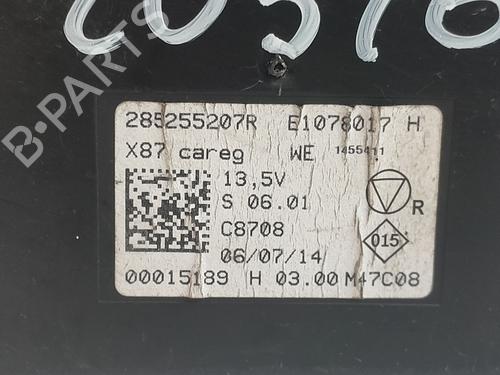 B-PARTS
285255207R E1078017 H
X87 careg WE 1455411
13,5V
S 06.01
R
C8708
015
06/07/14
00015189 H 03.00 M47C08